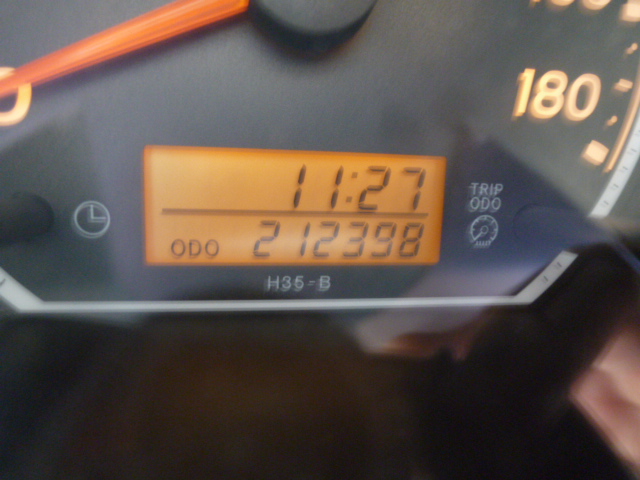 180
11:27
TRIP
ODO
ODO 212398
H35-B